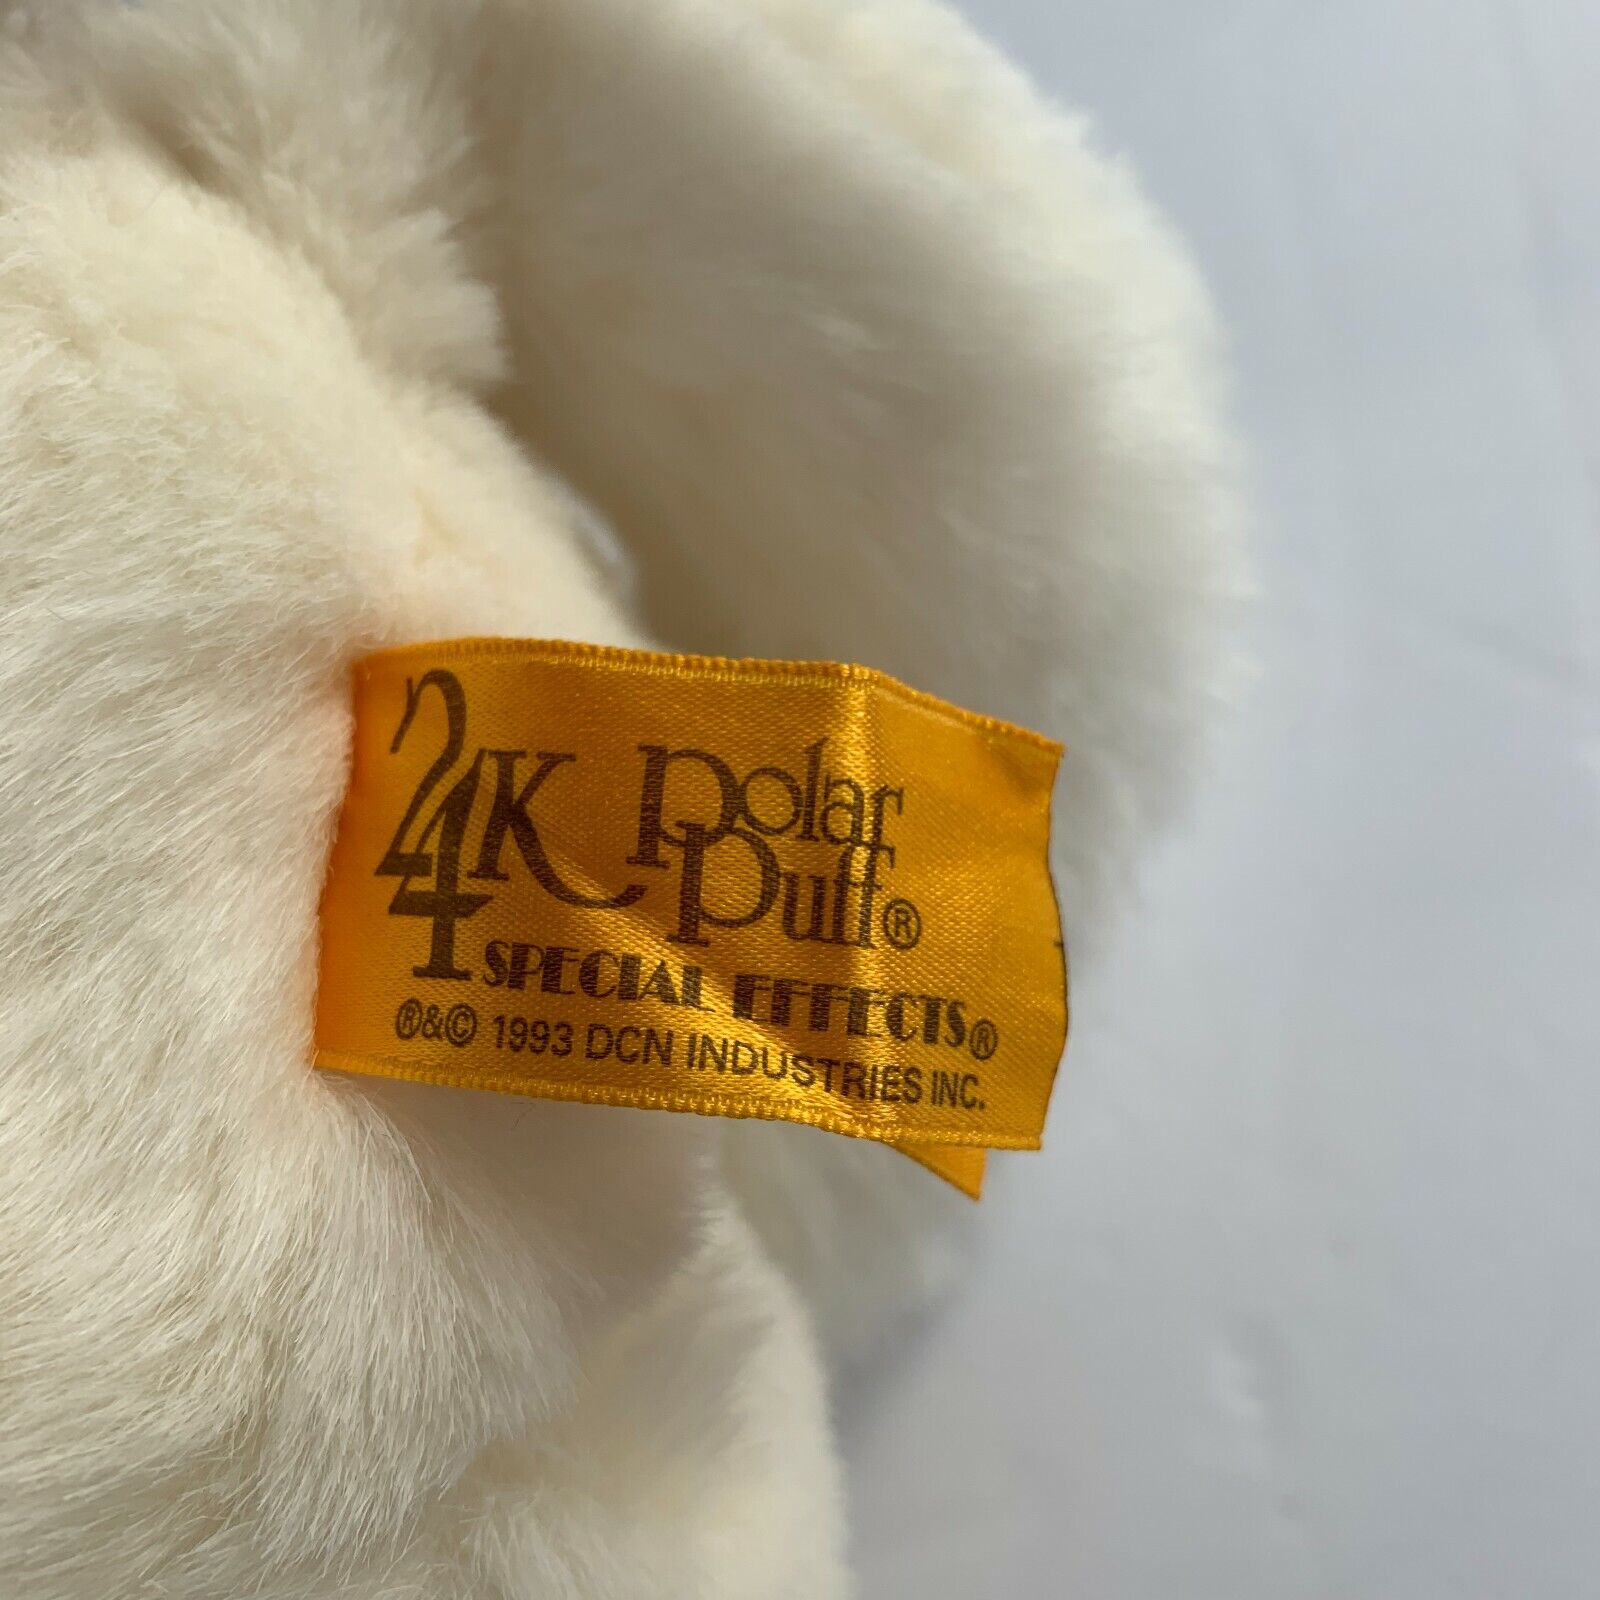 24K Polar
Puff®
SPECIAL EFFECTS®
®&© 1993 DCN INDUSTRIES INC.